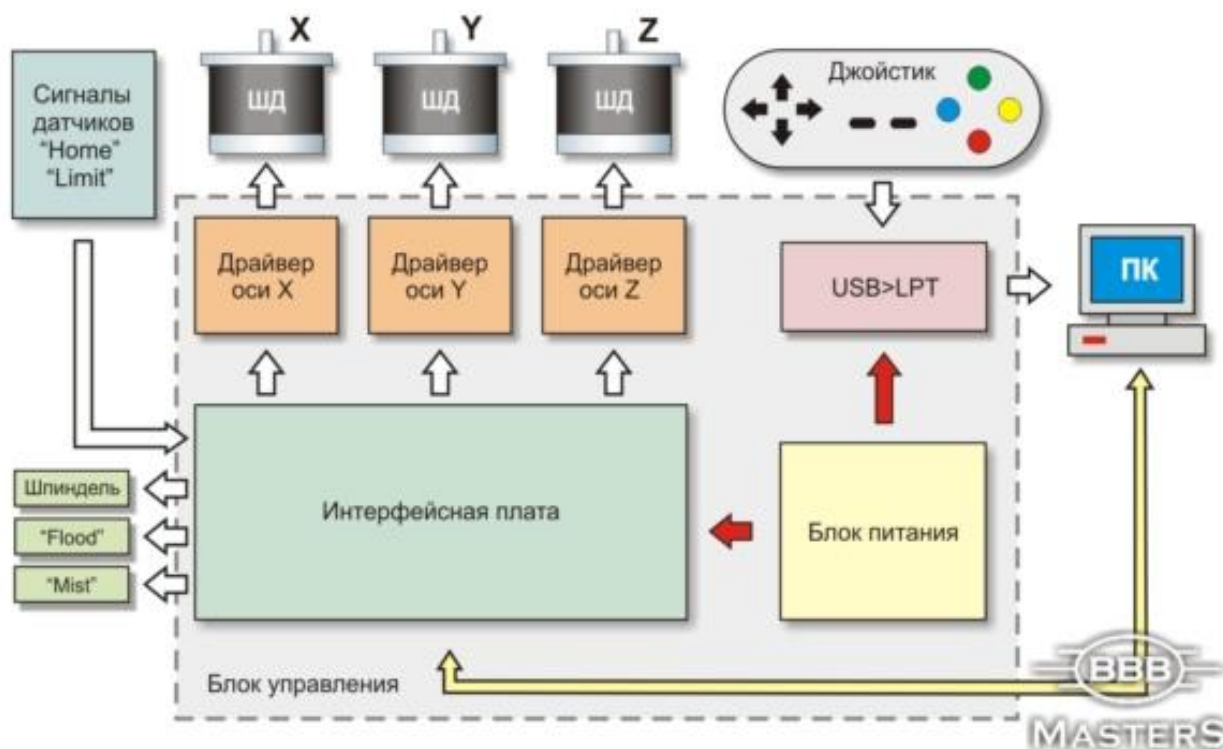 X
Y
Z
Сигналы
датчиков
“Home”
“Limit”
ШД
ШД
ШД
Джойстик
Драйвер
оси X
Драйвер
оси Y
Драйвер
оси Z
USB>LPT
ПК
Интерфейсная плата
Блок питания
Шпиндель
“Flood”
“Mist”
Блок управления
BBB
MASTERS